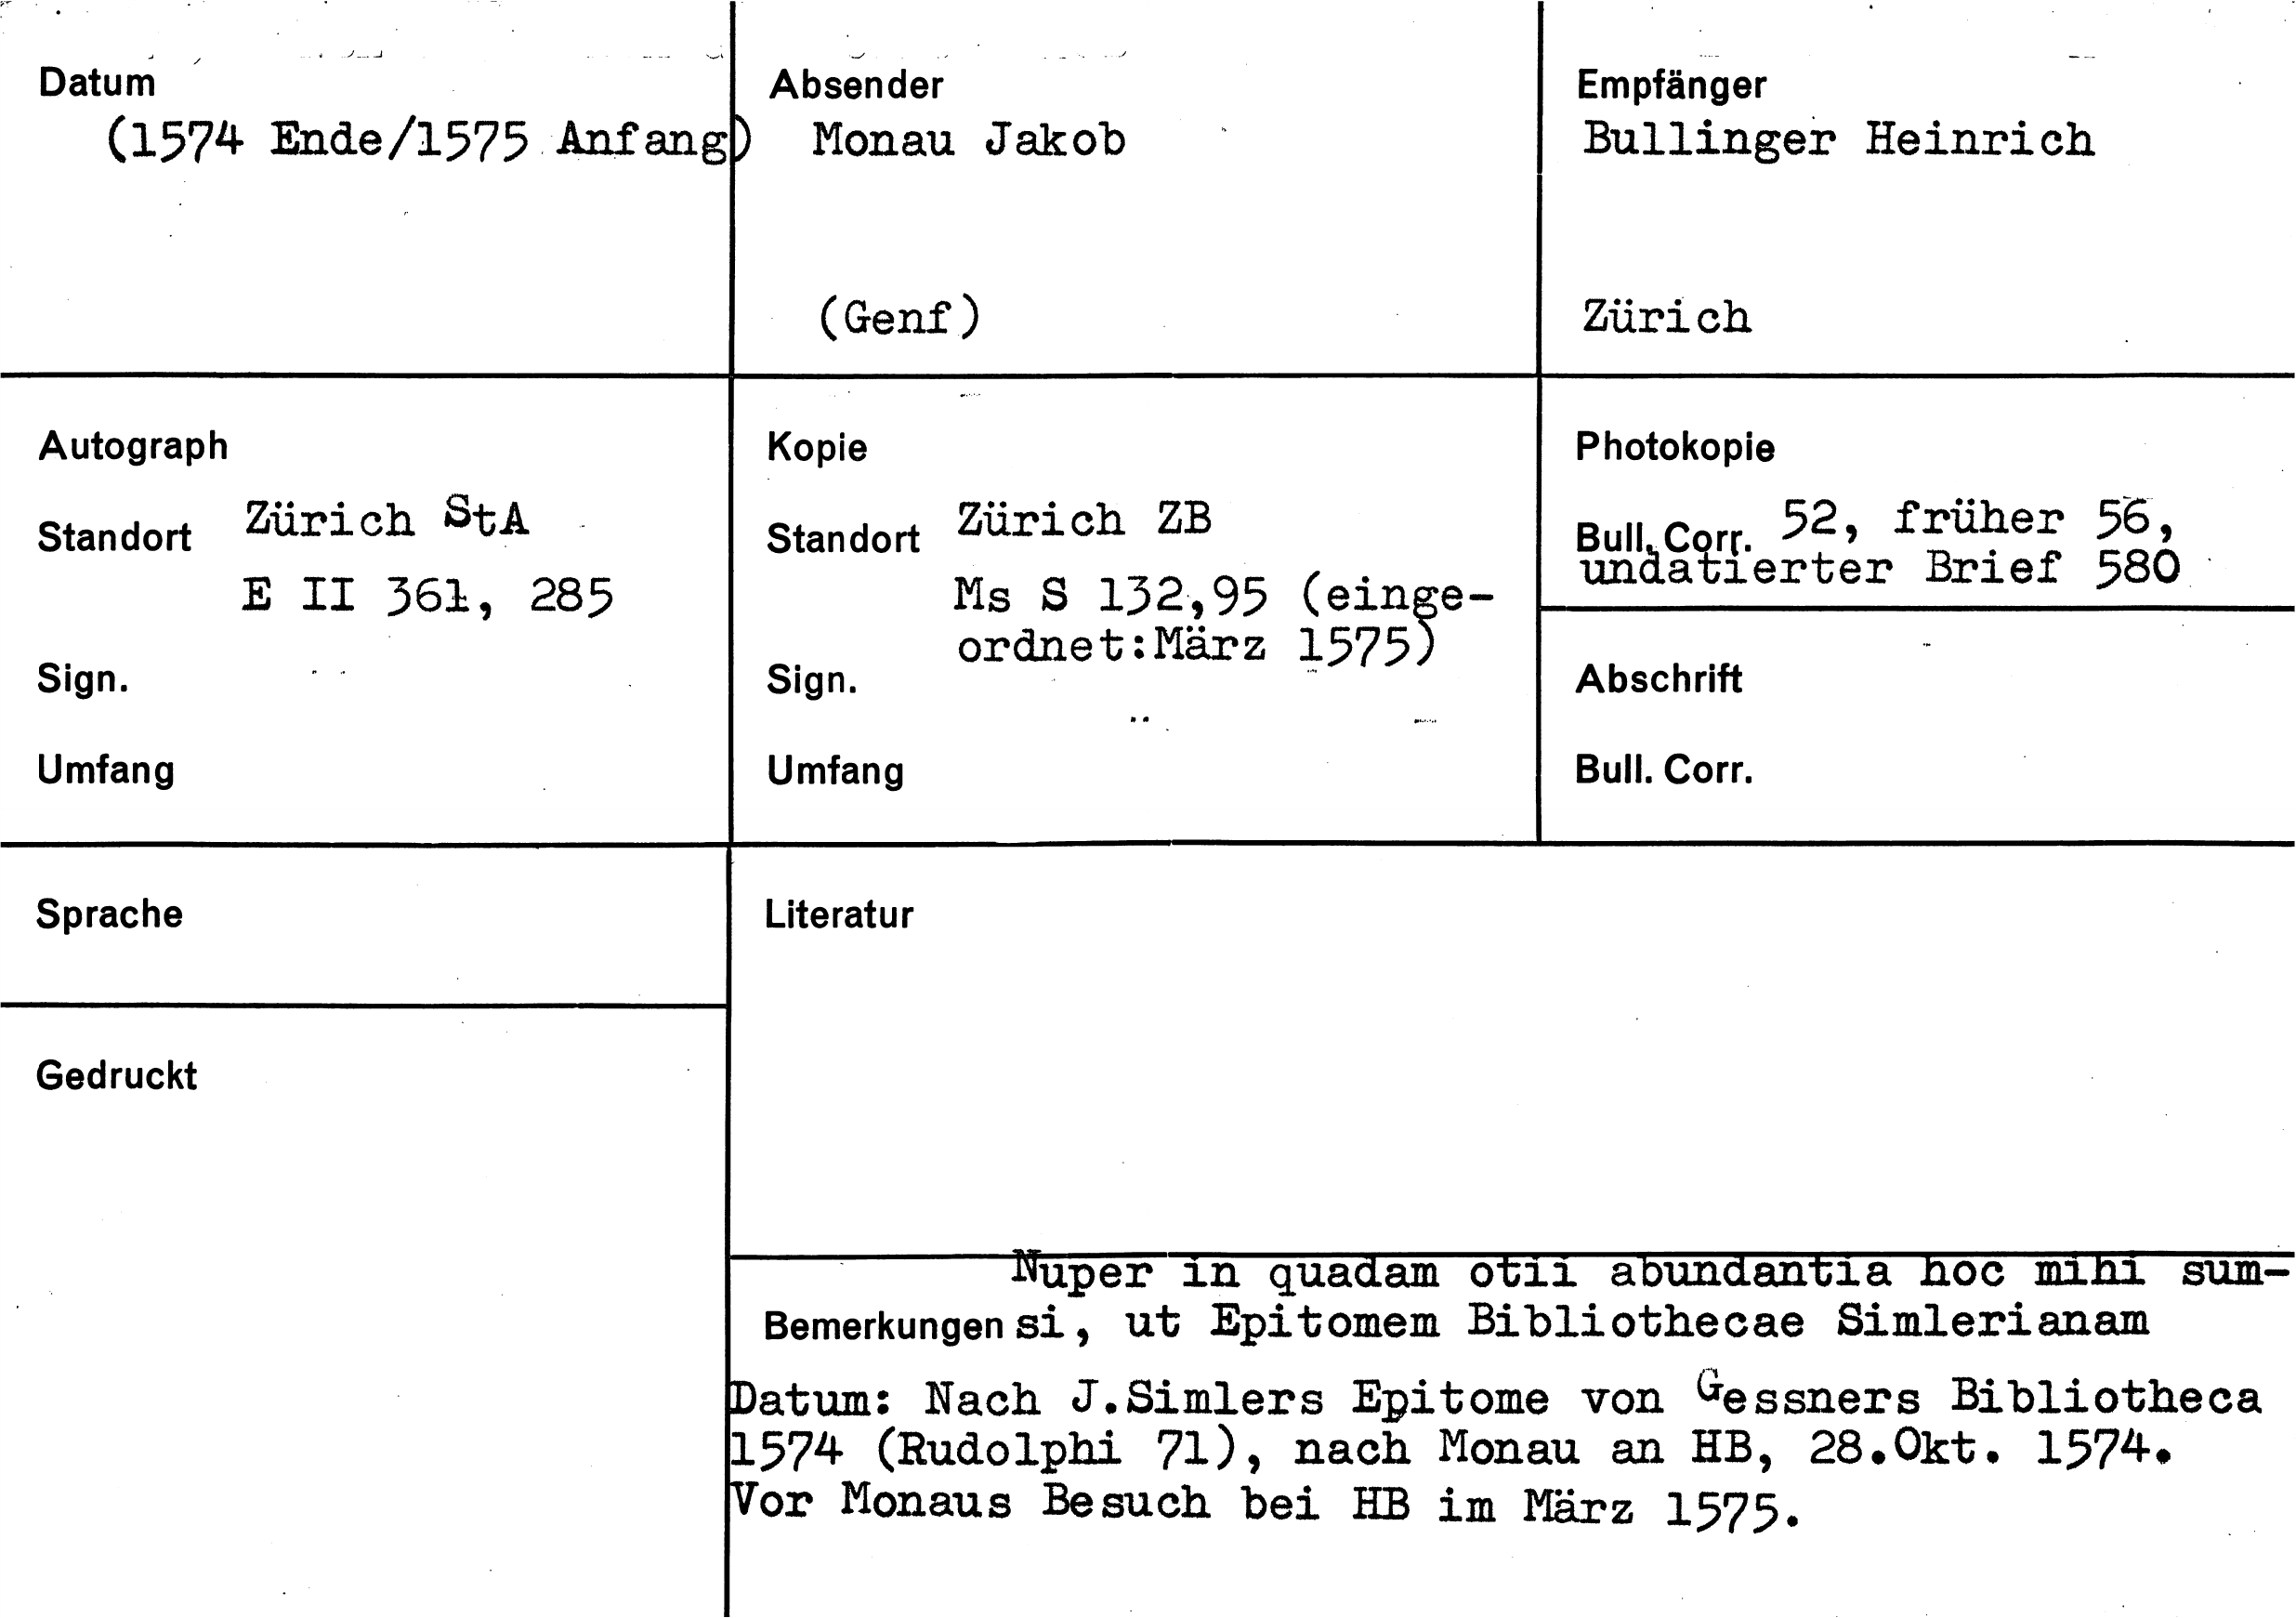 Datum
(1574 Ende/1575 Anfang)
Absender
Monau Jakob
(Genf)
Empfänger
Bullinger Heinrich
Zürich
Autograph
Standort Zürich StA
E II 361, 285
Sign.
Umfang
Kopie
Standort Zürich ZB
Ms S 132,95 (einge-
ordnet:März 1575)
Sign.
Umfang
Photokopie
Bull. Corr. 52, früher 56,
undatierter Brief 580
Abschrift
Bull. Corr.
Sprache
Gedruckt
Literatur
Nuper in quadam otii abundantia hoc mihi sum-
Bemerkungen si, ut Epitomem Bibliothecae Simlerianam
Datum: Nach J.Simlers Epitome von Gessners Bibliotheca
1574 (Rudolphi 71), nach Monau an HB, 28.Okt. 1574.
Vor Monaus Besuch bei HB im März 1575.